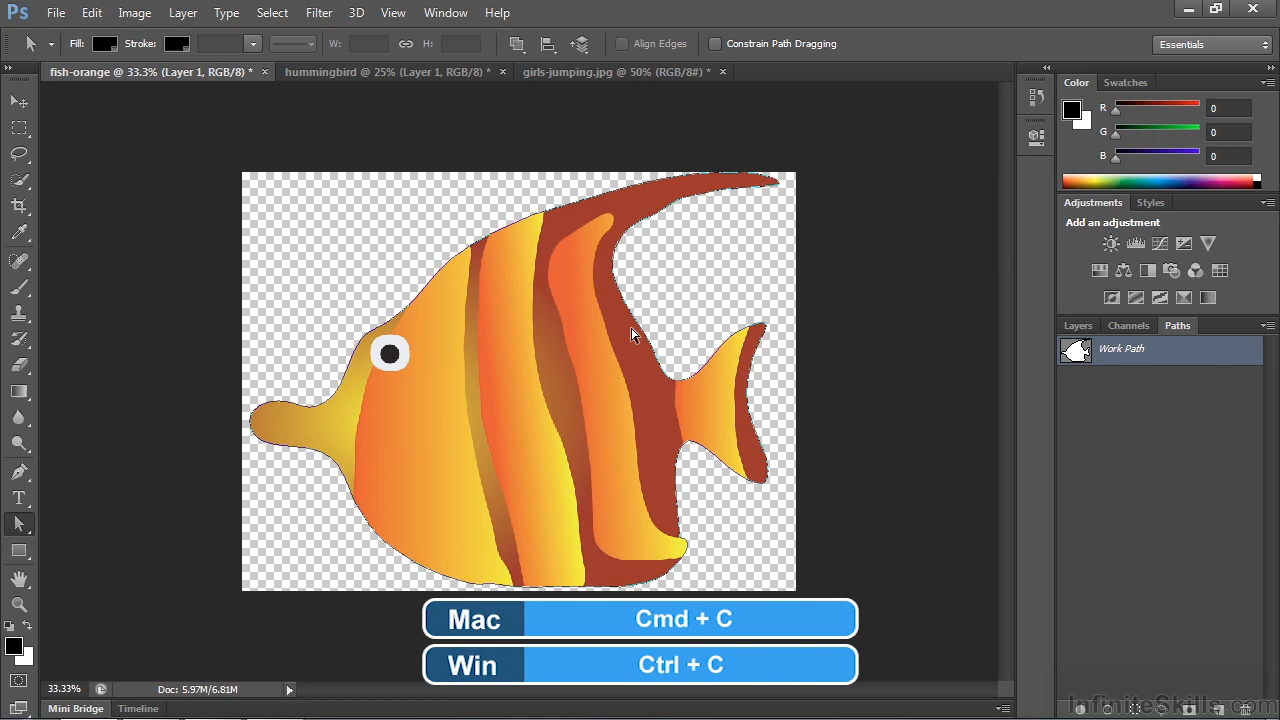 Ps File Edit Image Layer Type Select Filter 3D View Window Help
Fill: Stroke: W: H: Align Edges Constrain Path Dragging Essentials
fish-orange @ 33.3% (Layer 1, RGB/8) * × hummingbird @ 25% (Layer 1, RGB/8) * × girls-jumping.jpg @ 50% (RGB/8#) * ×
Color Swatches
R 0
G 0
B 0
Adjustments Styles
Add an adjustment
Layers Channels Paths
Work Path
T
Mac Cmd + C
Win Ctrl + C
33.33% Doc: 5.97M/6.81M
InfiniteSkills.com
Mini Bridge Timeline